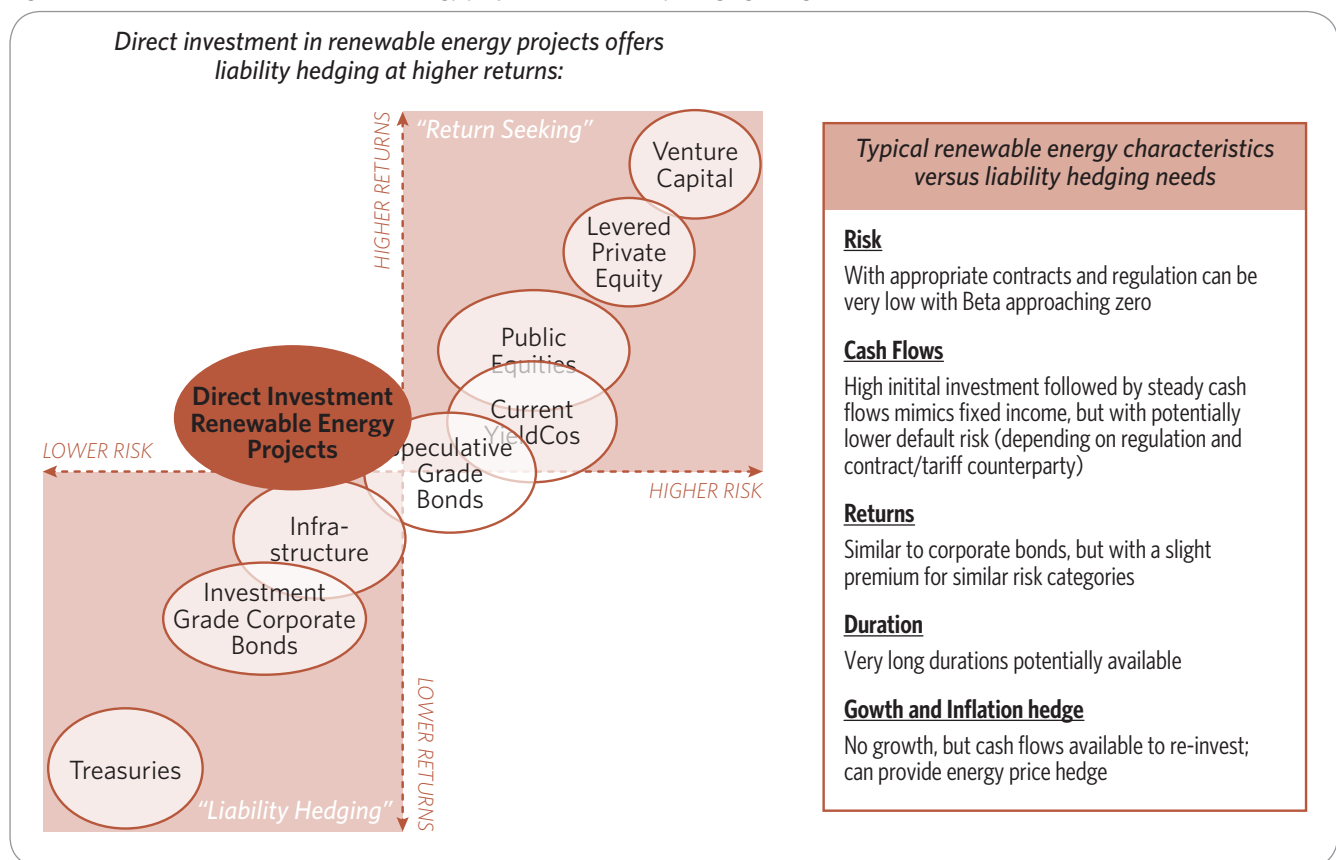 Direct investment in renewable energy projects offers
liability hedging at higher returns:
HIGHER RETURNS
"Return Seeking"
Venture
Capital
Levered
Private
Equity
Public
Equities
Current
YieldCos
Direct Investment
Renewable Energy
Projects
Speculative
Grade
Bonds
LOWER RISK
HIGHER RISK
Infra-
structure
Investment
Grade Corporate
Bonds
LOWER RETURNS
Treasuries
"Liability Hedging"
Typical renewable energy characteristics
versus liability hedging needs
Risk
With appropriate contracts and regulation can be
very low with Beta approaching zero
Cash Flows
High initital investment followed by steady cash
flows mimics fixed income, but with potentially
lower default risk (depending on regulation and
contract/tariff counterparty)
Returns
Similar to corporate bonds, but with a slight
premium for similar risk categories
Duration
Very long durations potentially available
Gowth and Inflation hedge
No growth, but cash flows available to re-invest;
can provide energy price hedge